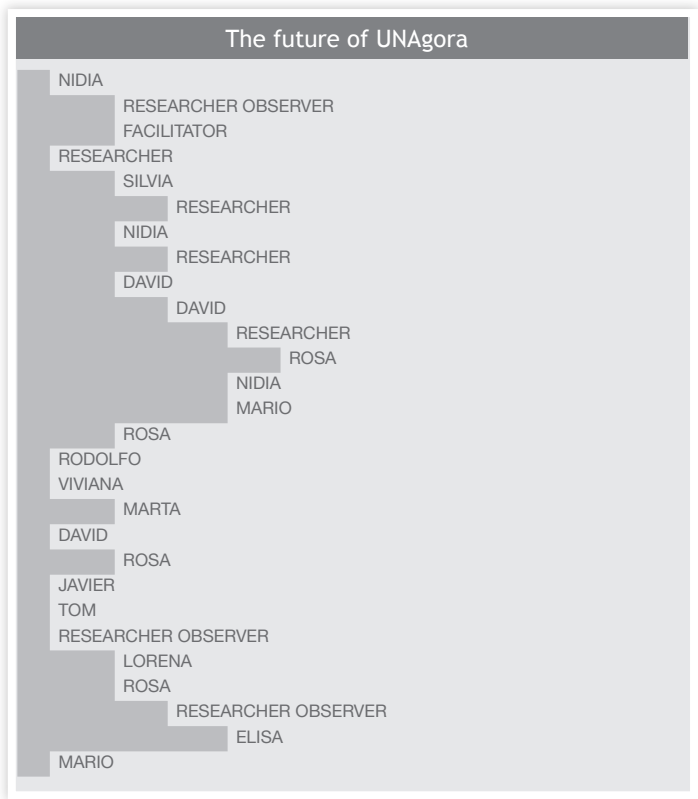 The future of UNAgora
NIDIA
RESEARCHER OBSERVER
FACILITATOR
RESEARCHER
SILVIA
RESEARCHER
NIDIA
RESEARCHER
DAVID
DAVID
RESEARCHER
ROSA
NIDIA
MARIO
ROSA
RODOLFO
VIVIANA
MARTA
DAVID
ROSA
JAVIER
TOM
RESEARCHER OBSERVER
LORENA
ROSA
RESEARCHER OBSERVER
ELISA
MARIO